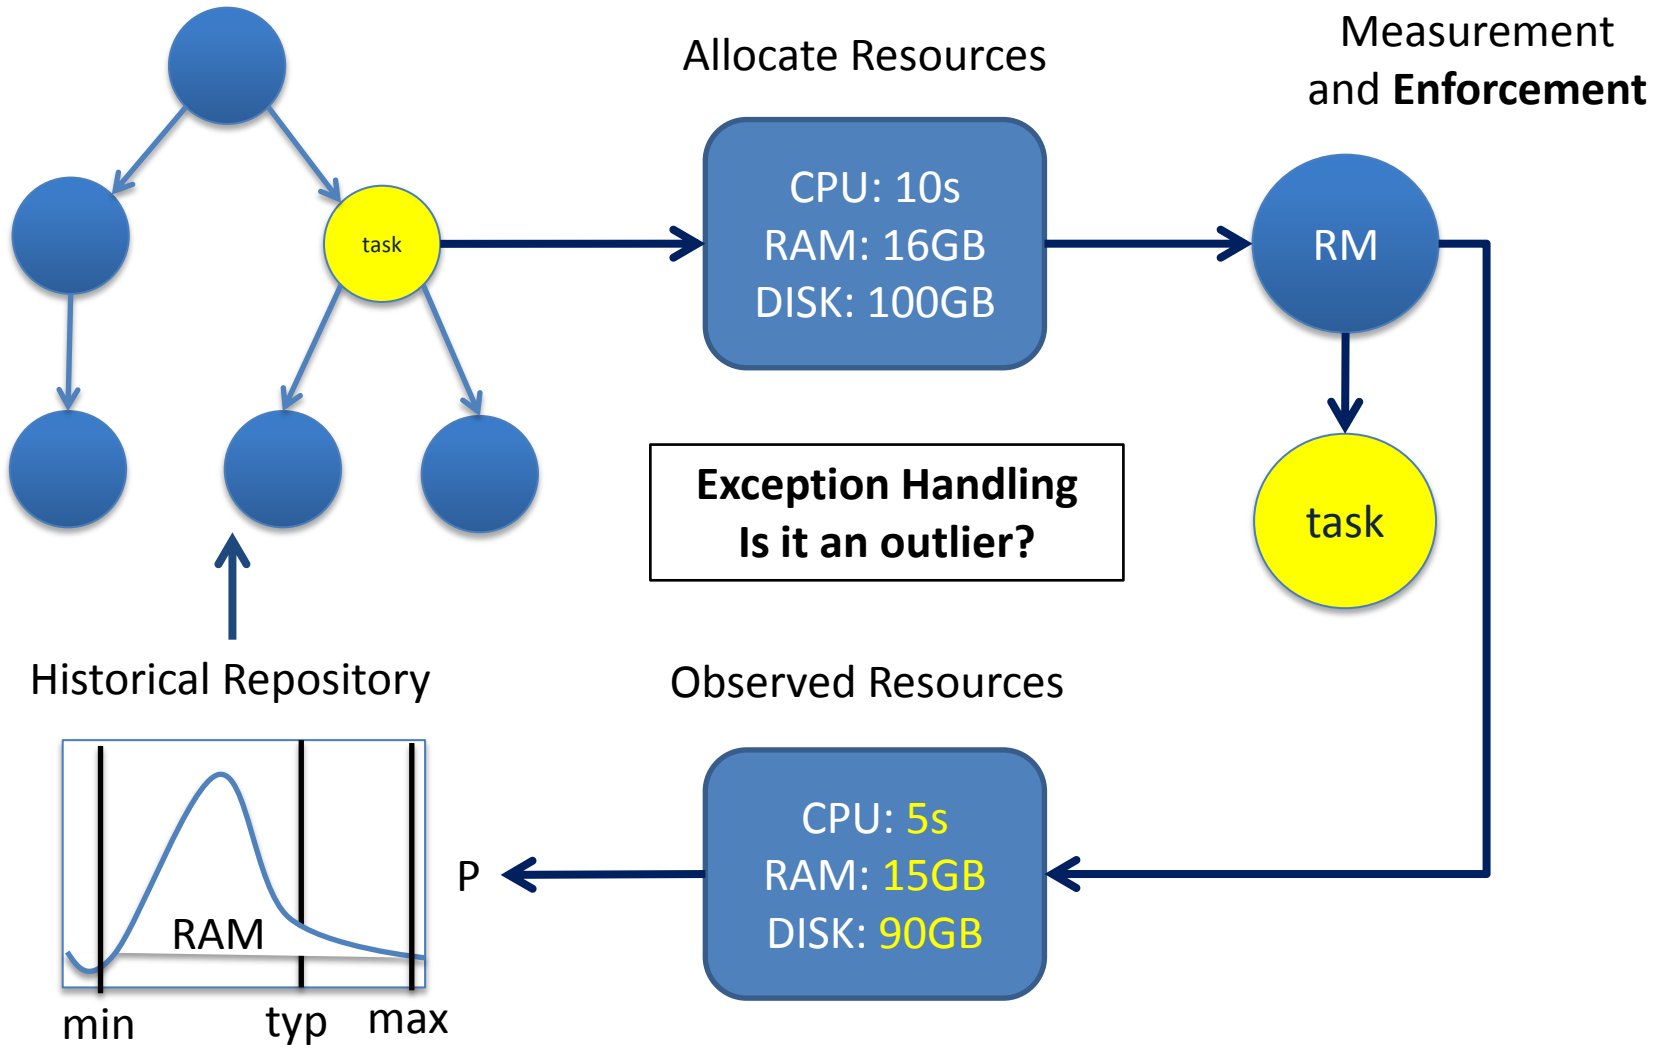 Allocate Resources
Measurement
and Enforcement
task
CPU: 10s
RAM: 16GB
DISK: 100GB
RM
task
Exception Handling
Is it an outlier?
Historical Repository
Observed Resources
CPU: 5s
RAM: 15GB
DISK: 90GB
P
RAM
min
typ
max